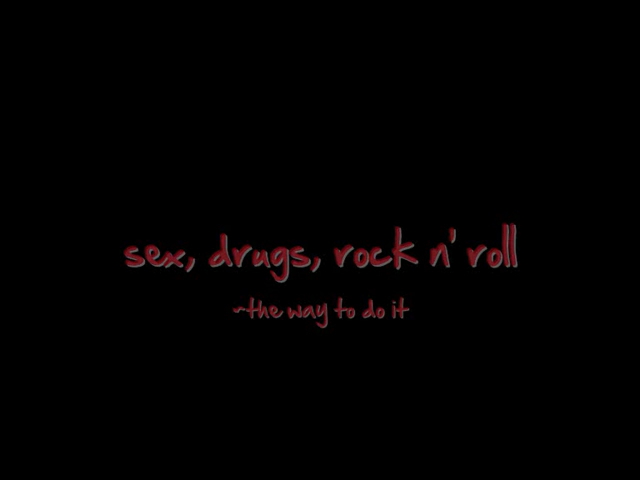 sex, drugs, rock n' roll
~the way to do it